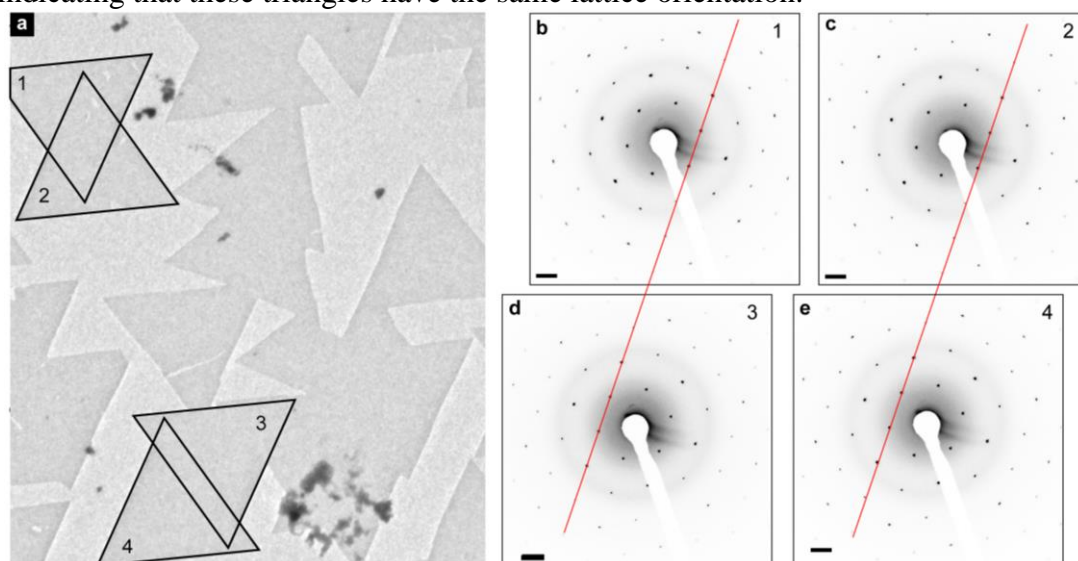 indicating that these triangles have the same lattice orientation.
a
1
2
3
4
b 1
c 2
d 3
e 4